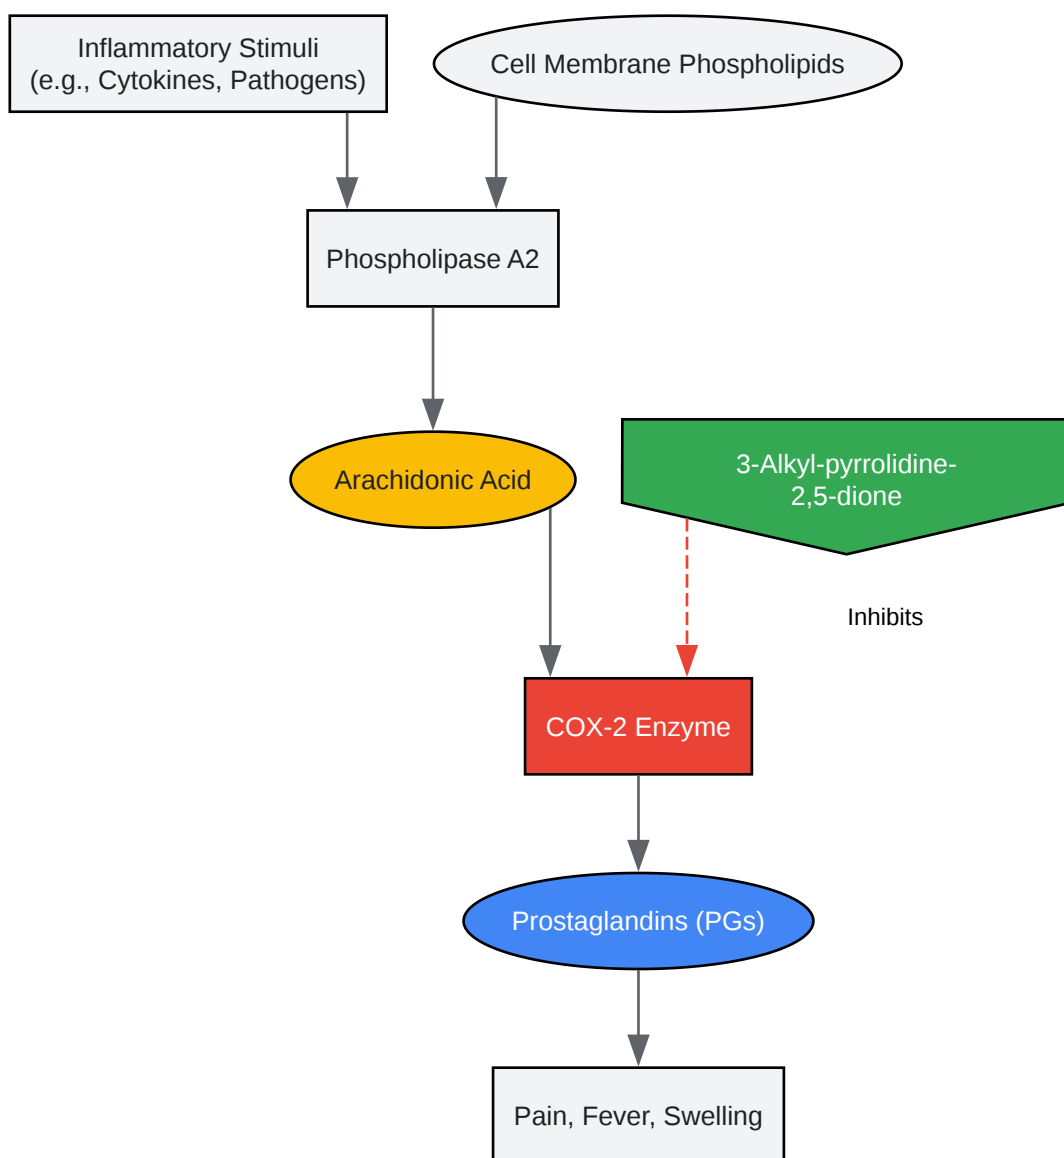 Inflammatory Stimuli
(e.g., Cytokines, Pathogens)
Cell Membrane Phospholipids
Phospholipase A2
Arachidonic Acid
3-Alkyl-pyrrolidine-
2,5-dione
Inhibits
COX-2 Enzyme
Prostaglandins (PGs)
Pain, Fever, Swelling